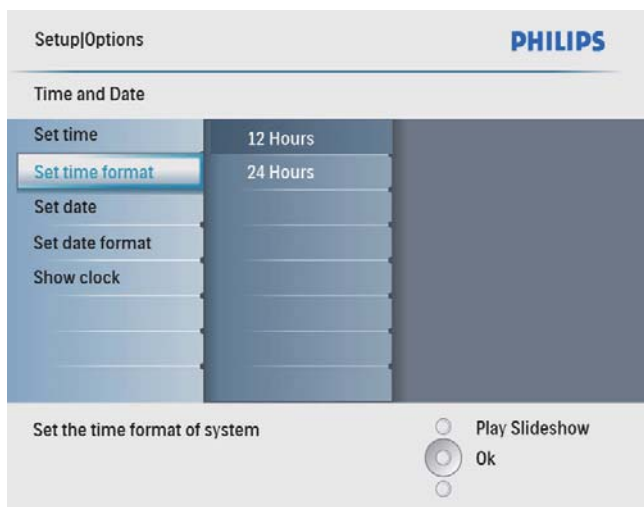 Setup|Options
PHILIPS
Time and Date
Set time
12 Hours
Set time format
24 Hours
Set date
Set date format
Show clock
Set the time format of system
Play Slideshow
Ok